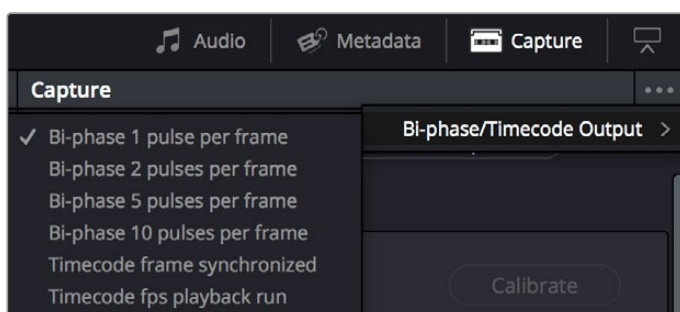 Audio Metadata Capture
Capture
Bi-phase/Timecode Output
✓ Bi-phase 1 pulse per frame
Bi-phase 2 pulses per frame
Bi-phase 5 pulses per frame
Bi-phase 10 pulses per frame
Timecode frame synchronized
Timecode fps playback run
Calibrate